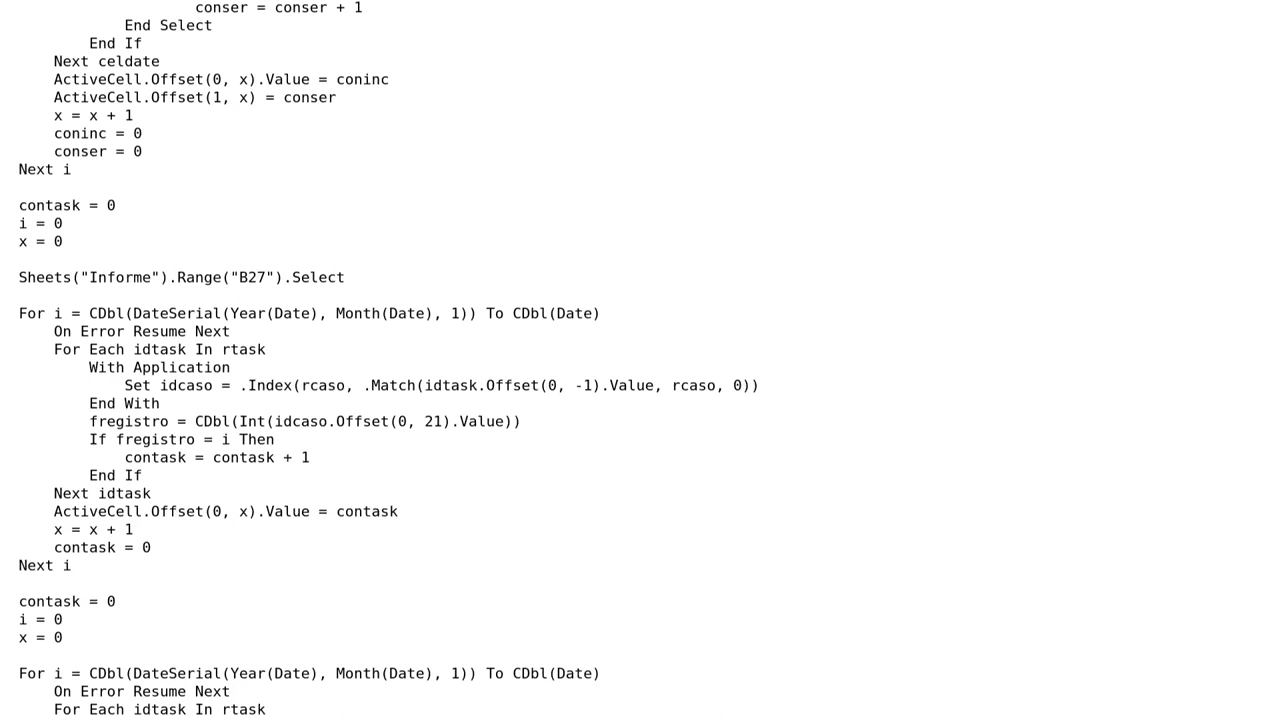 conser = conser + 1
End Select
End If
Next celdate
ActiveCell.Offset(0, x).Value = coninc
ActiveCell.Offset(1, x) = conser
x = x + 1
coninc = 0
conser = 0
Next i
contask = 0
i = 0
x = 0
Sheets("Informe").Range("B27").Select
For i = CDbl(DateSerial(Year(Date), Month(Date), 1)) To CDbl(Date)
On Error Resume Next
For Each idtask In rtask
With Application
Set idcaso = .Index(rcaso, .Match(idtask.Offset(0, -1).Value, rcaso, 0))
End With
fregistro = CDbl(Int(idcaso.Offset(0, 21).Value))
If fregistro = i Then
contask = contask + 1
End If
Next idtask
ActiveCell.Offset(0, x).Value = contask
x = x + 1
contask = 0
Next i
contask = 0
i = 0
x = 0
For i = CDbl(DateSerial(Year(Date), Month(Date), 1)) To CDbl(Date)
On Error Resume Next
For Each idtask In rtask